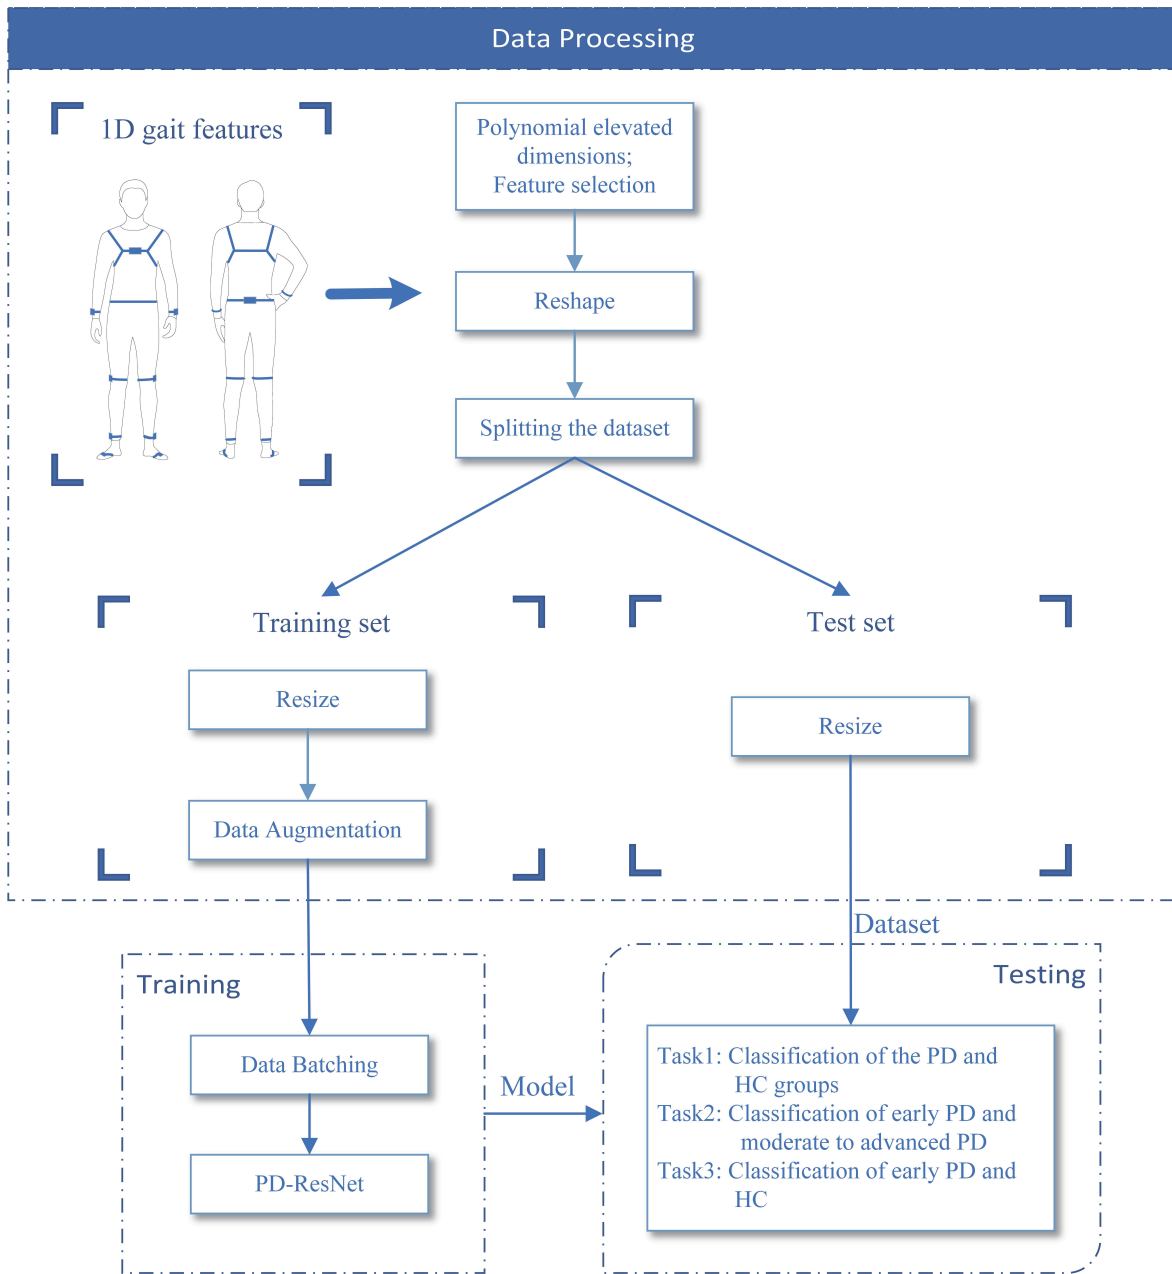 Data Processing
1D gait features
Polynomial elevated
dimensions;
Feature selection
Reshape
Splitting the dataset
Training set
Test set
Resize
Resize
Data Augmentation
Dataset
Training
Testing
Data Batching
Model
PD-ResNet
Task1: Classification of the PD and
HC groups
Task2: Classification of early PD and
moderate to advanced PD
Task3: Classification of early PD and
HC